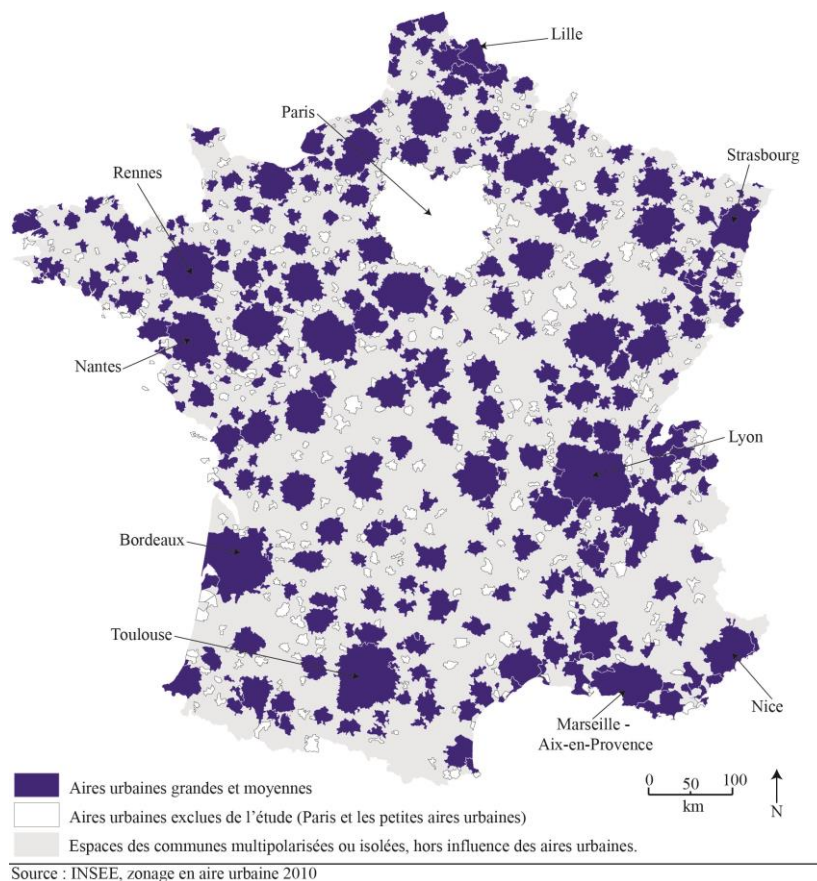 Lille
Paris
Strasbourg
Rennes
Nantes
Lyon
Bordeaux
Toulouse
Nice
Marseille -
Aix-en-Provence
Aires urbaines grandes et moyennes
0 50 100
km
N
Aires urbaines exclues de l'étude (Paris et les petites aires urbaines)
Espaces des communes multipolarisées ou isolées, hors influence des aires urbaines.
Source : INSEE, zonage en aire urbaine 2010